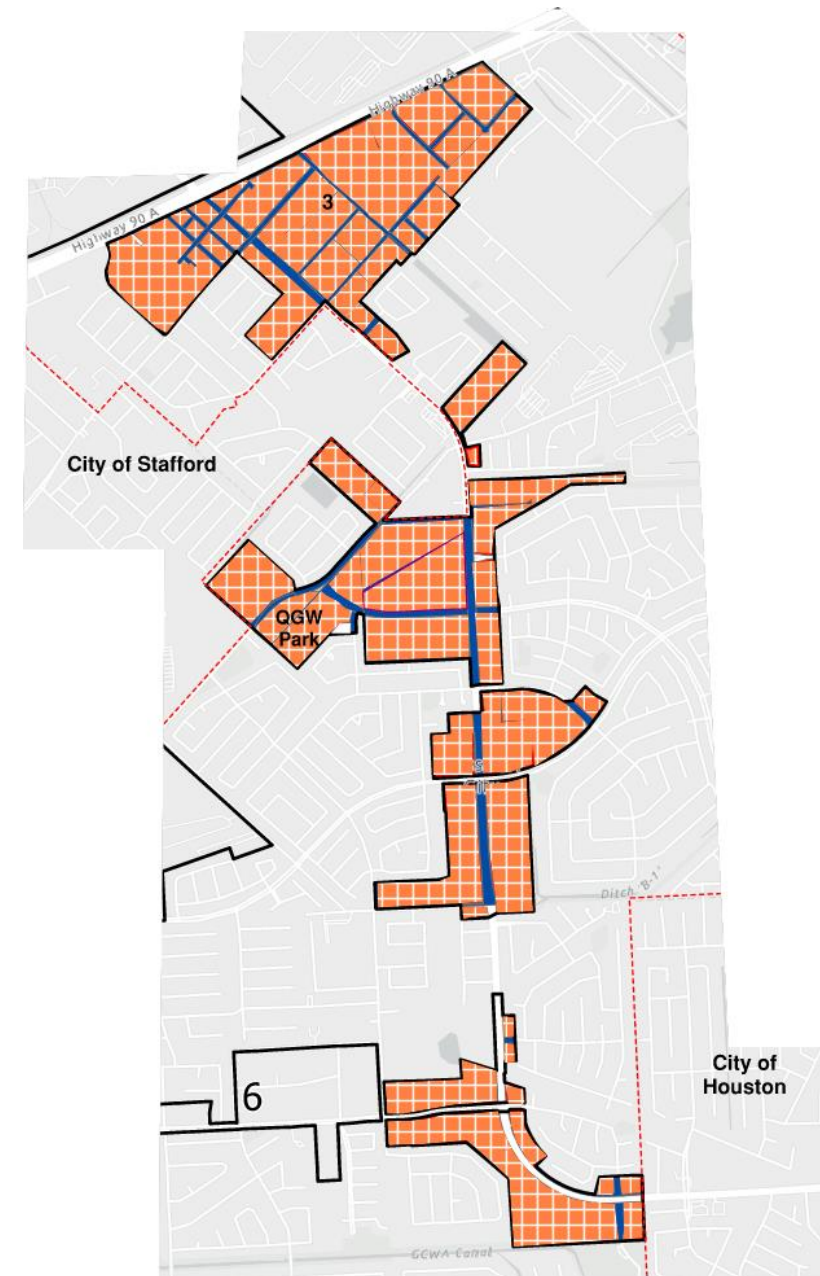 Highway 90 A
3
Highway 90 A
City of Stafford
QGW
Park
Ditch "B-1"
City of
Houston
6
GCWA Canal